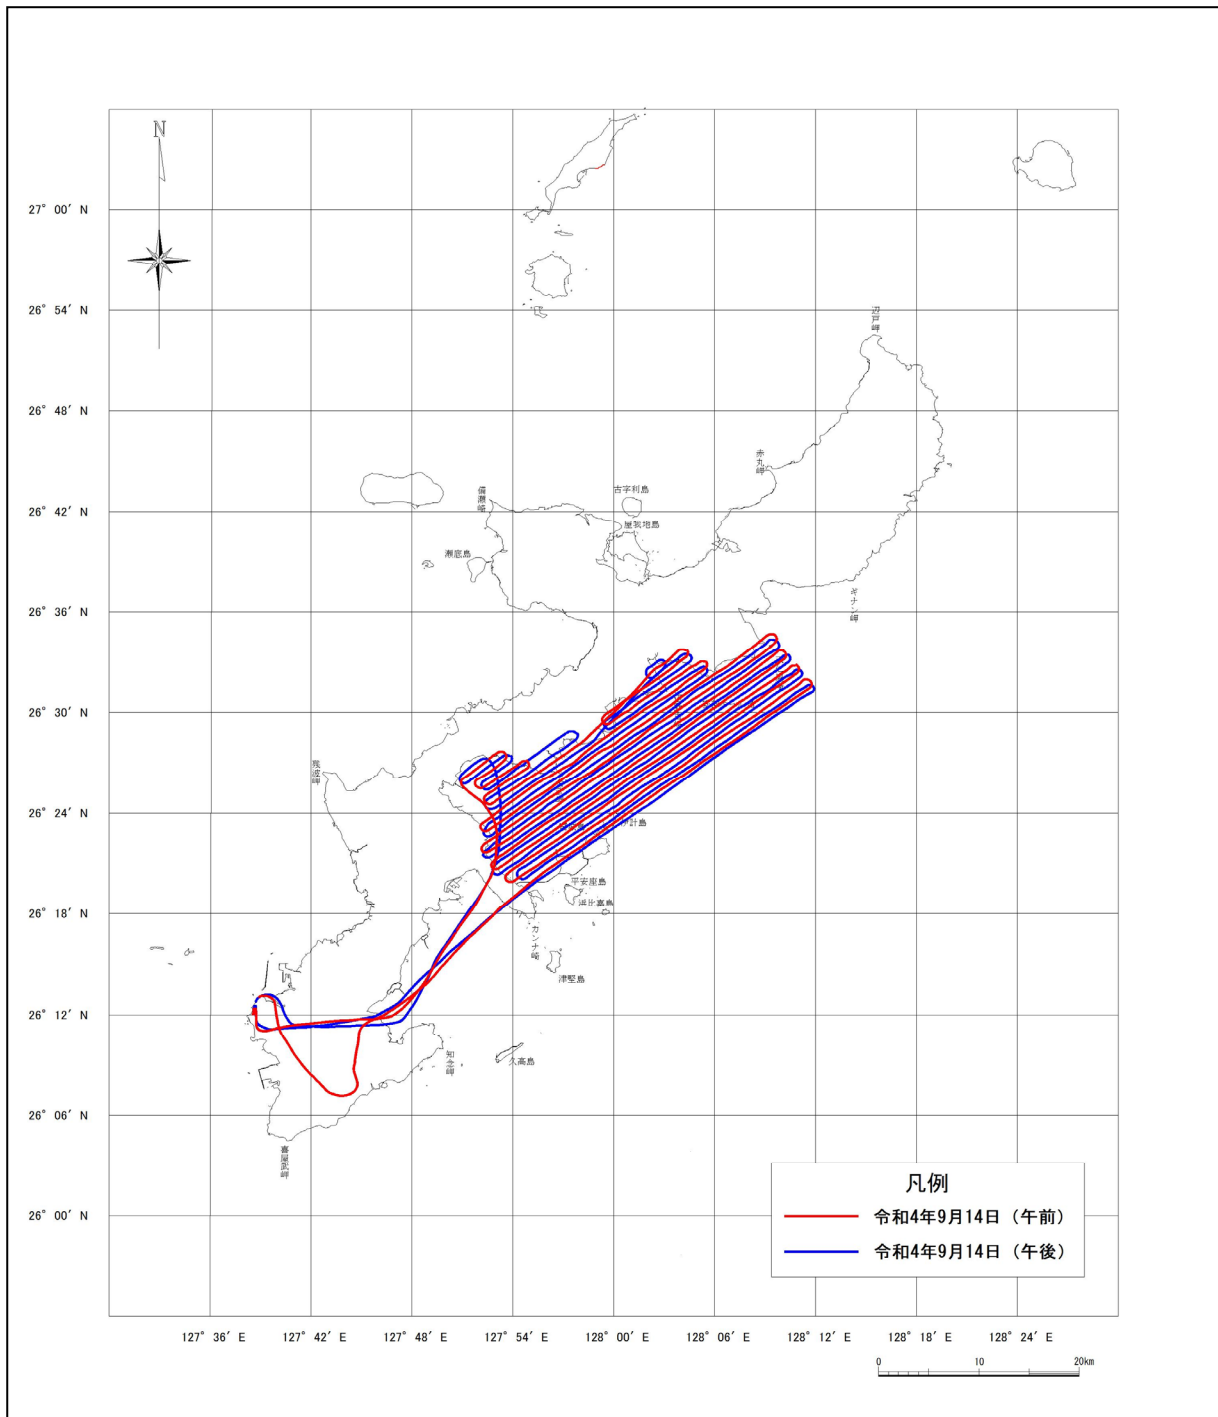 N
27° 00′ N
26° 54′ N
辺戸岬
26° 48′ N
赤丸岬
備瀬崎
古宇利島
26° 42′ N
屋我地島
瀬底島
26° 36′ N
ギナン岬
26° 30′ N
残波岬
26° 24′ N
伊計島
平安座島
浜比嘉島
26° 18′ N
カンナ崎
津堅島
26° 12′ N
知念岬
久高島
26° 06′ N
喜屋武岬
凡例
令和4年9月14日（午前）
26° 00′ N
令和4年9月14日（午後）
127° 36′ E
127° 42′ E
127° 48′ E
127° 54′ E
128° 00′ E
128° 06′ E
128° 12′ E
128° 18′ E
128° 24′ E
0
10
20km